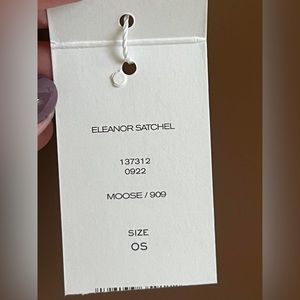 ELEANOR SATCHEL
137312
0922
MOOSE / 909
SIZE
OS